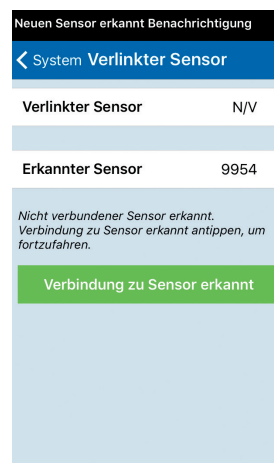 Neuen Sensor erkannt Benachrichtigung
System Verlinkter Sensor
Verlinkter Sensor N/V
Erkannter Sensor 9954
Nicht verbundener Sensor erkannt.
Verbindung zu Sensor erkannt antippen, um
fortzufahren.
Verbindung zu Sensor erkannt